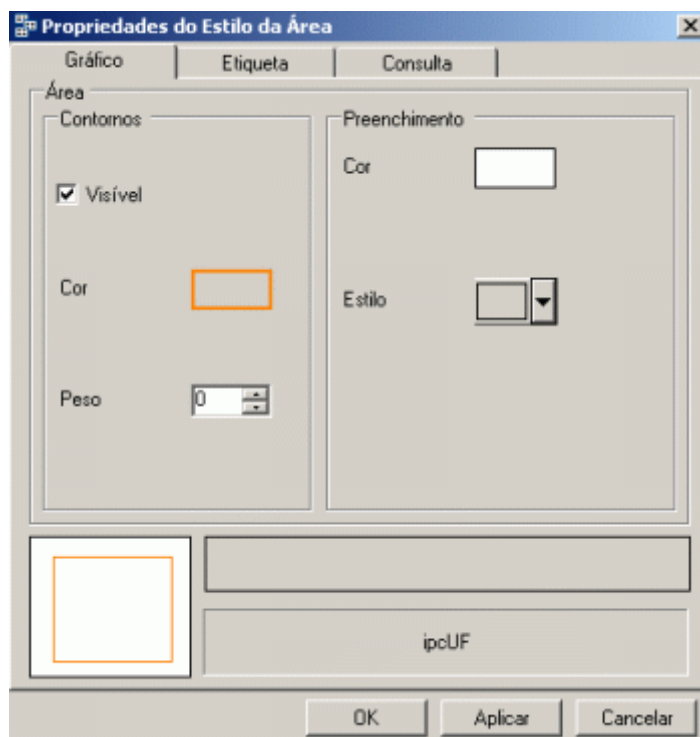 Propriedades do Estilo da Área
Gráfico Etiqueta Consulta
Área
Contornos
Preenchimento
Visível
Cor
Peso
0
Cor
Estilo
ipcUF
OK Aplicar Cancelar